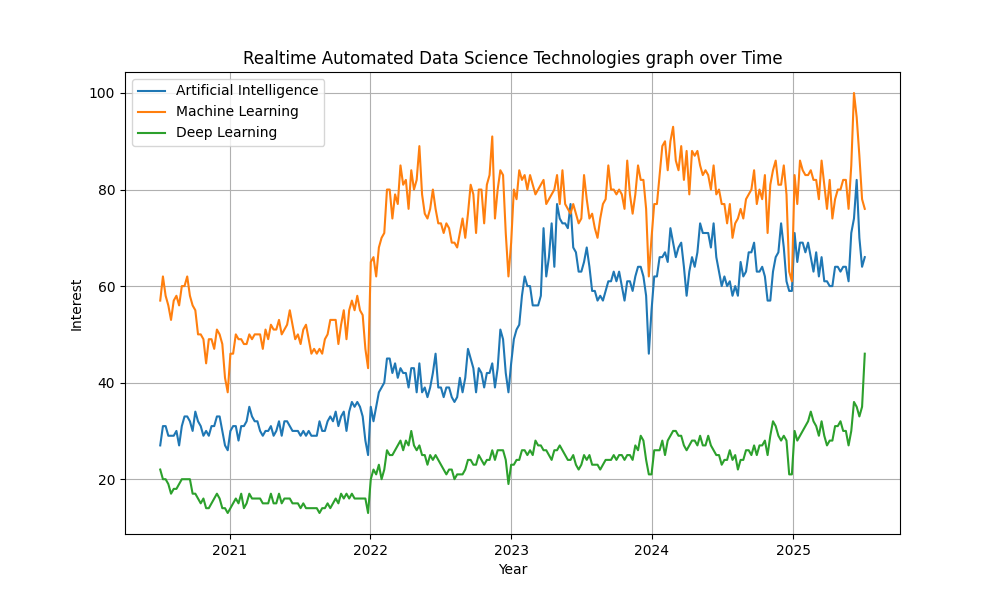 Realtime Automated Data Science Technologies graph over Time
Artificial Intelligence
Machine Learning
Deep Learning
100
80
60
40
20
Interest
2021 2022 2023 2024 2025
Year